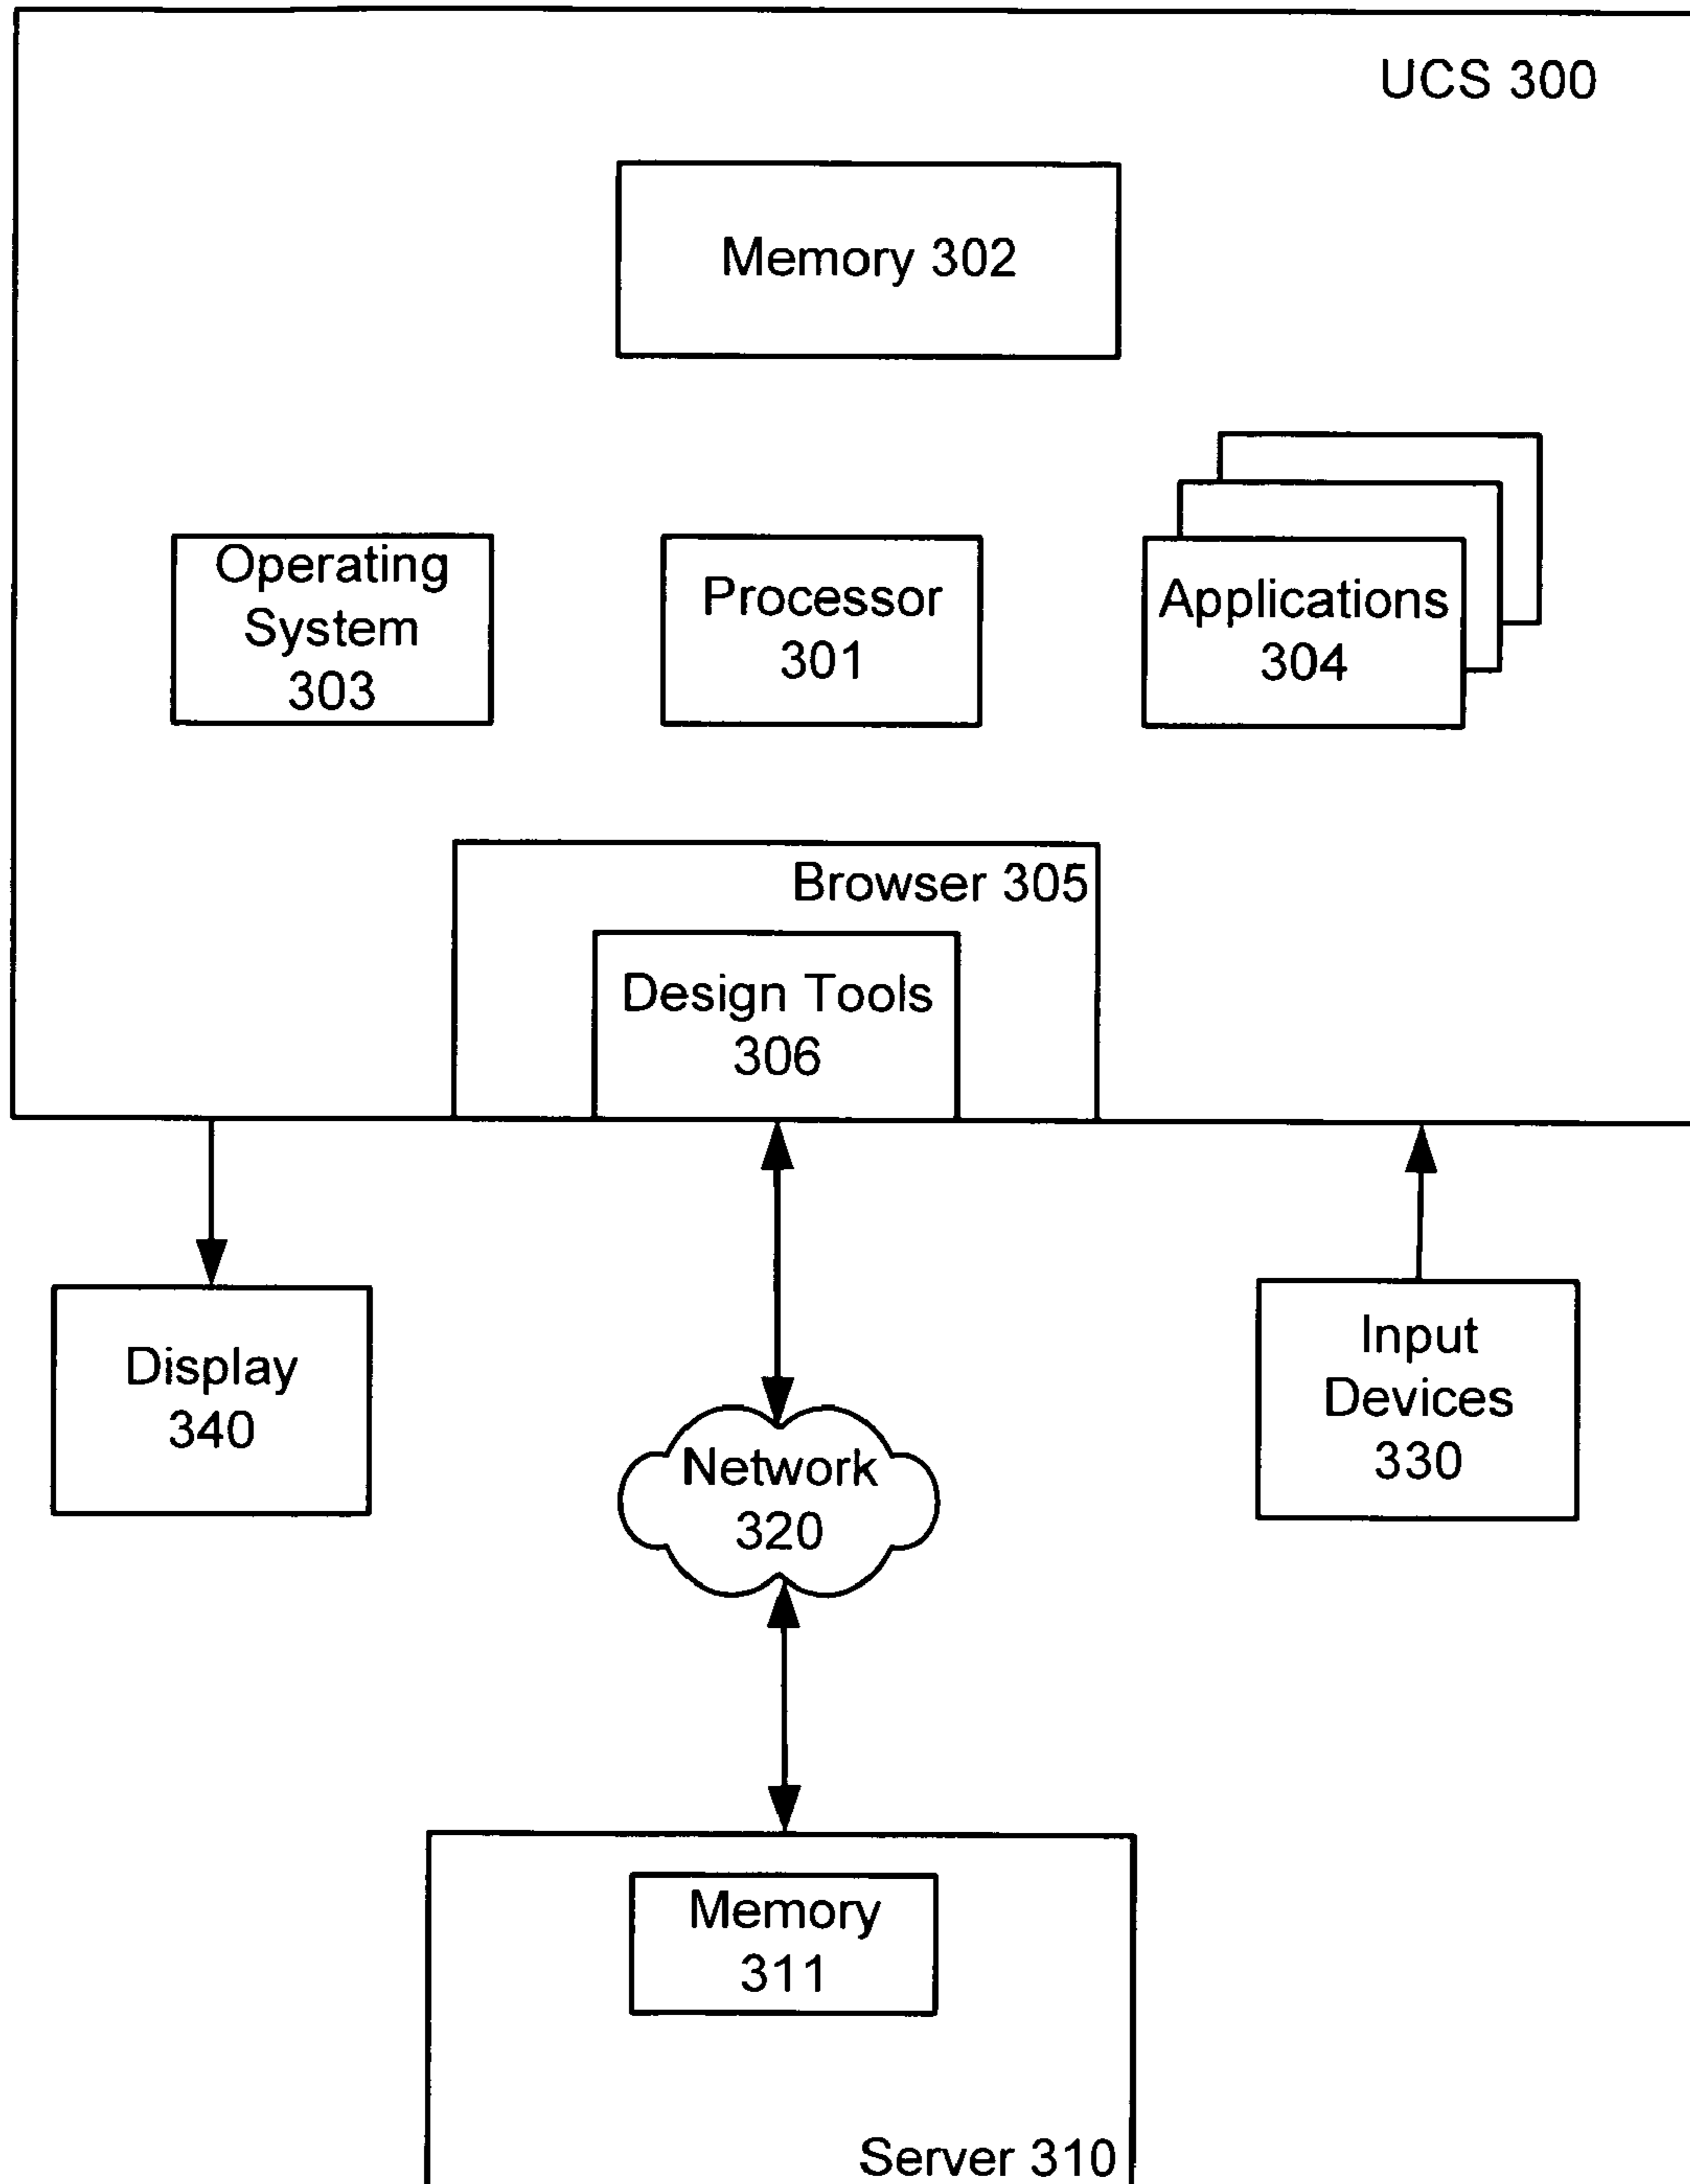 UCS 300
Memory 302
Operating
System
303
Processor
301
Applications
304
Browser 305
Design Tools
306
Display
340
Network
320
Input
Devices
330
Memory
311
Server 310